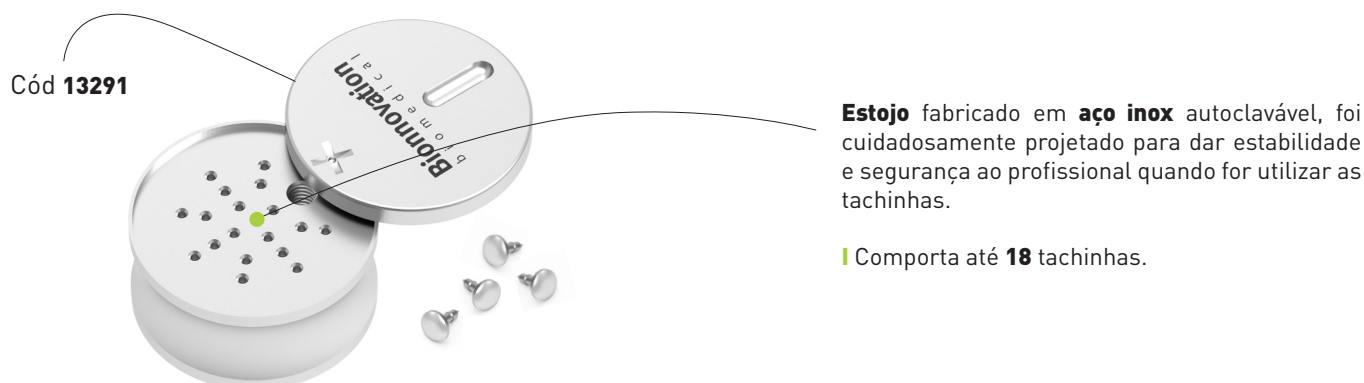 Cód 13291
Bionnovation
biomedical
Estojo fabricado em aço inox autoclavável, foi
cuidadosamente projetado para dar estabilidade
e segurança ao profissional quando for utilizar as
tachinhas.
Comporta até 18 tachinhas.